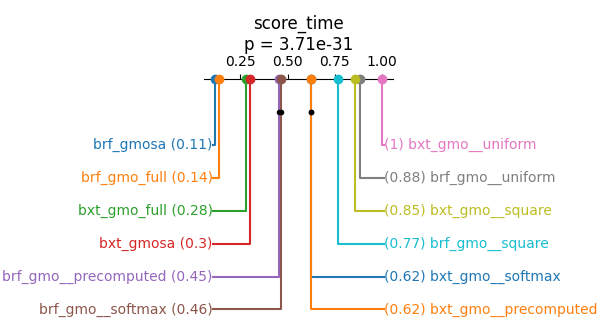 score_time
p = 3.71e-31
0.25 0.50 0.75 1.00
brf_gmosa (0.11)
(1) bxt_gmo__uniform
brf_gmo_full (0.14)
(0.88) brf_gmo__uniform
bxt_gmo_full (0.28)
(0.85) bxt_gmo__square
bxt_gmosa (0.3)
(0.77) brf_gmo__square
brf_gmo__precomputed (0.45)
(0.62) bxt_gmo__softmax
brf_gmo__softmax (0.46)
(0.62) bxt_gmo__precomputed